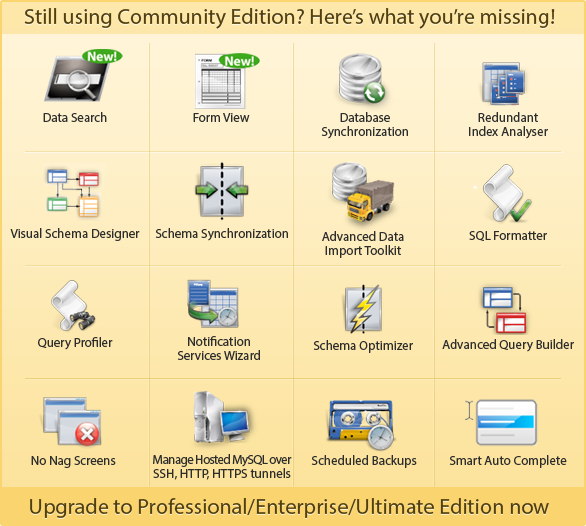 Still using Community Edition? Here's what you're missing!
New!
New!
Data Search
Form View
Database
Synchronization
Redundant
Index Analyser
Visual Schema Designer
Schema Synchronization
Advanced Data
Import Toolkit
SQL Formatter
Query Profiler
Notification
Services Wizard
Schema Optimizer
Advanced Query Builder
No Nag Screens
Manage Hosted MySQL over
SSH, HTTP, HTTPS tunnels
Scheduled Backups
Smart Auto Complete
Upgrade to Professional/Enterprise/Ultimate Edition now